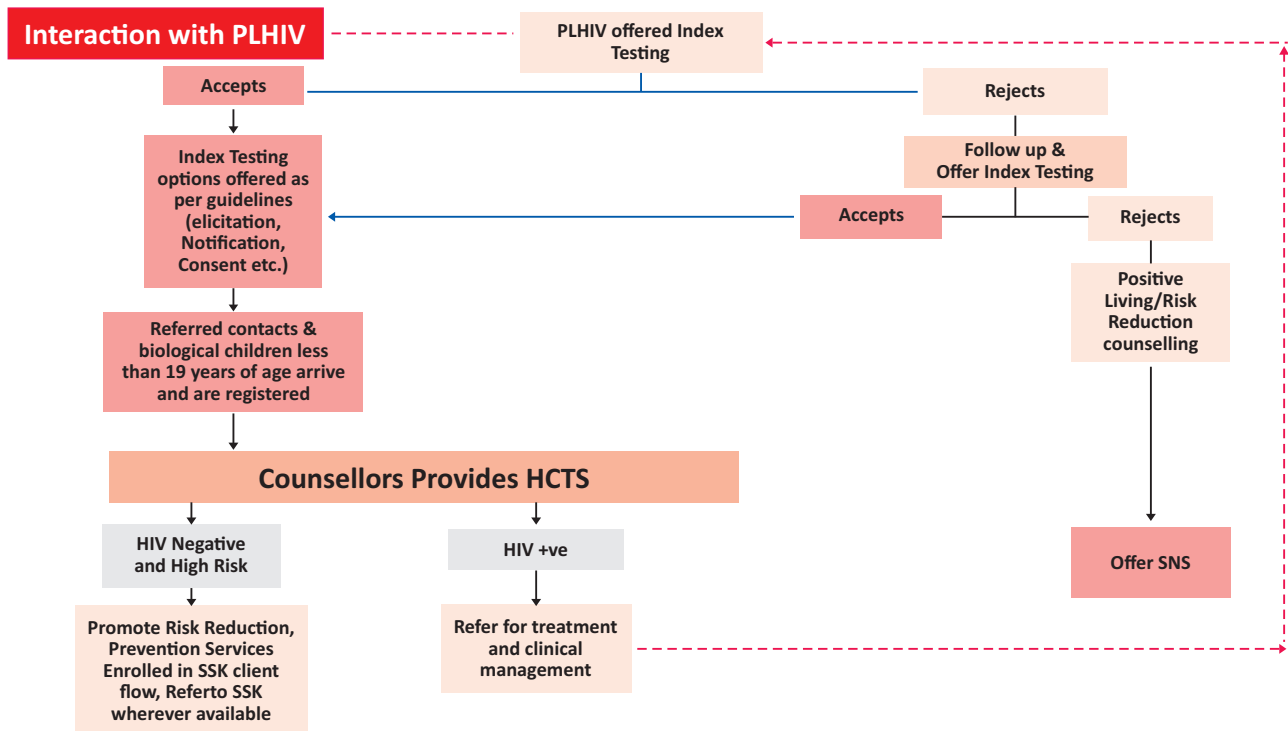 Interaction with PLHIV
PLHIV offered Index
Testing
Accepts
Rejects
Index Testing
options offered as
per guidelines
(elicitation,
Notification,
Consent etc.)
Follow up &
Offer Index Testing
Accepts
Rejects
Positive
Living/Risk
Reduction
counselling
Referred contacts &
biological children less
than 19 years of age arrive
and are registered
Counsellors Provides HCTS
HIV Negative
and High Risk
HIV +ve
Offer SNS
Promote Risk Reduction,
Prevention Services
Enrolled in SSK client
flow, Referto SSK
wherever available
Refer for treatment
and clinical
management